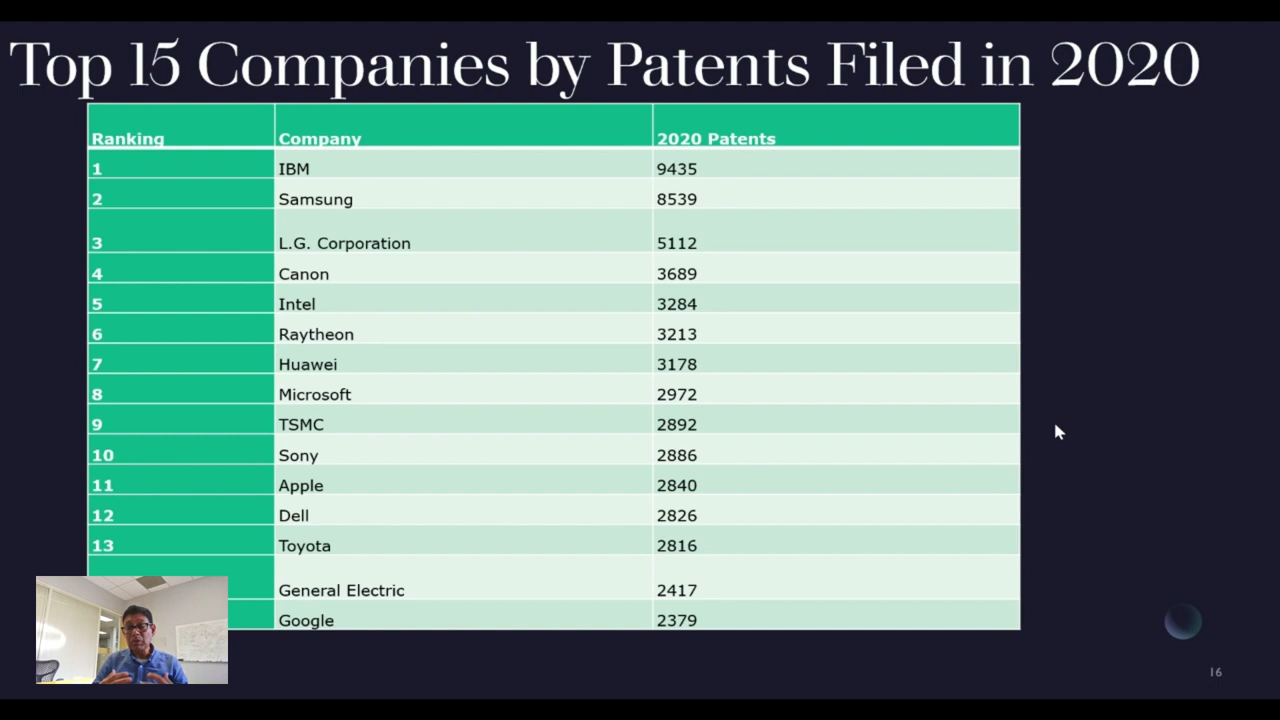 Top 15 Companies by Patents Filed in 2020
Ranking Company 2020 Patents
1 IBM 9435
2 Samsung 8539
3 L.G. Corporation 5112
4 Canon 3689
5 Intel 3284
6 Raytheon 3213
7 Huawei 3178
8 Microsoft 2972
9 TSMC 2892
10 Sony 2886
11 Apple 2840
12 Dell 2826
13 Toyota 2816
General Electric 2417
Google 2379
16